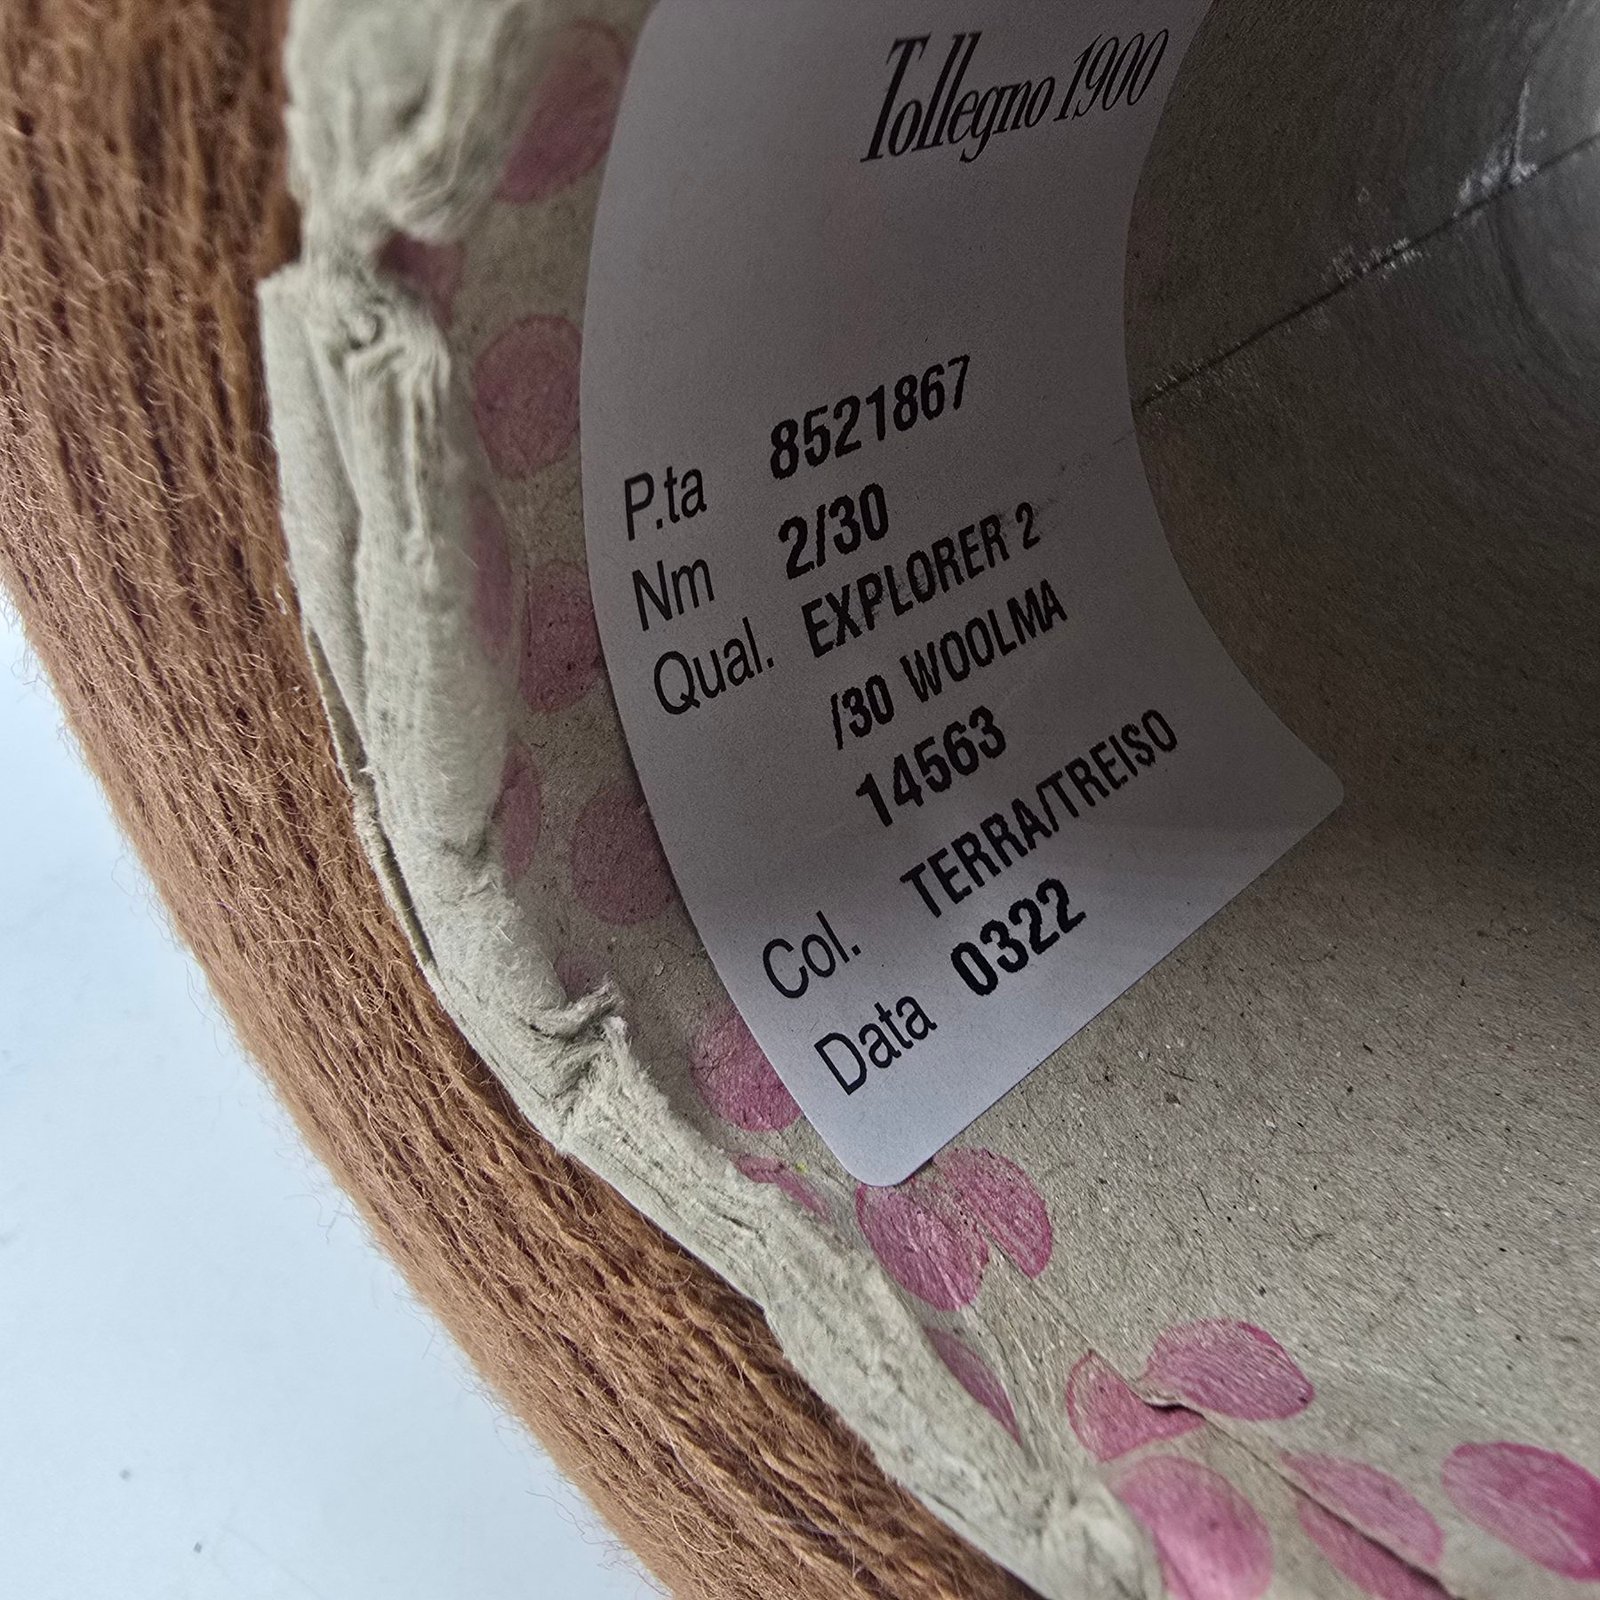 Tollegno 1900
P.ta 8521867
Nm 2/30
Qual. EXPLORER 2
/30 WOOLMA
14563
Col. TERRA/TREISO
Data 0322